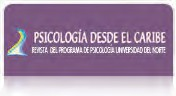 PSICOLOGÍA DESDE EL CARIBE
REVISTA DEL PROGRAMA DE PSICOLOGÍA UNIVERSIDAD DEL NORTE